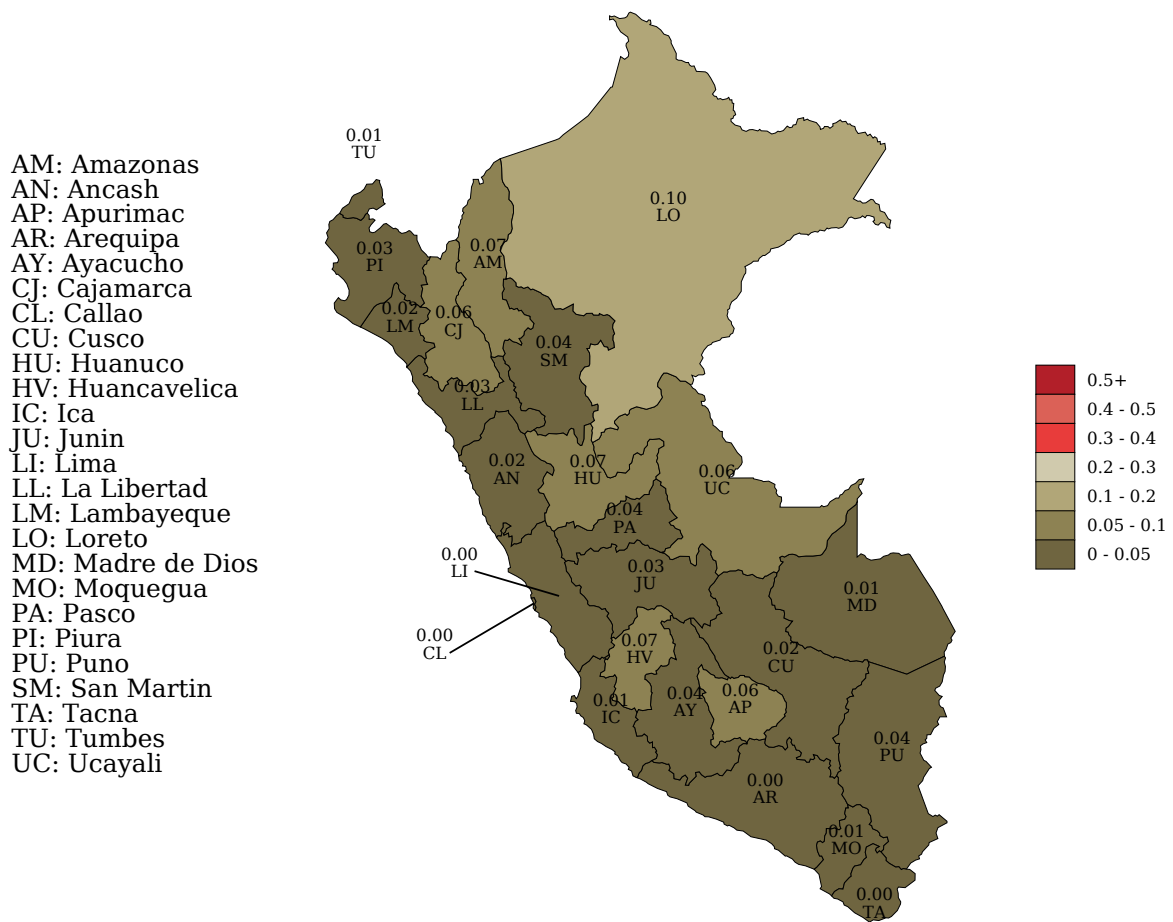 AM: Amazonas
AN: Ancash
AP: Apurimac
AR: Arequipa
AY: Ayacucho
CJ: Cajamarca
CL: Callao
CU: Cusco
HU: Huanuco
HV: Huancavelica
IC: Ica
JU: Junin
LI: Lima
LL: La Libertad
LM: Lambayeque
LO: Loreto
MD: Madre de Dios
MO: Moquegua
PA: Pasco
PI: Piura
PU: Puno
SM: San Martin
TA: Tacna
TU: Tumbes
UC: Ucayali
0.01
TU
0.10
LO
0.03
PI
0.07
AM
0.02
LM
0.06
CJ
0.04
SM
0.03
LL
0.02
AN
0.07
HU
0.06
UC
0.04
PA
0.00
LI
0.03
JU
0.01
MD
0.00
CL
0.07
HV
0.02
CU
0.01
IC
0.04
AY
0.06
AP
0.04
PU
0.00
AR
0.01
MO
0.00
TA
0.5+
0.4 - 0.5
0.3 - 0.4
0.2 - 0.3
0.1 - 0.2
0.05 - 0.1
0 - 0.05